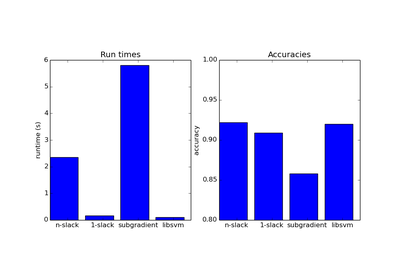 Run times
Accuracies
6
5
4
3
2
1
0
runtime (s)
n-slack 1-slack subgradient libsvm
1.00
0.95
0.90
0.85
0.80
accuracy
n-slack 1-slack subgradient libsvm